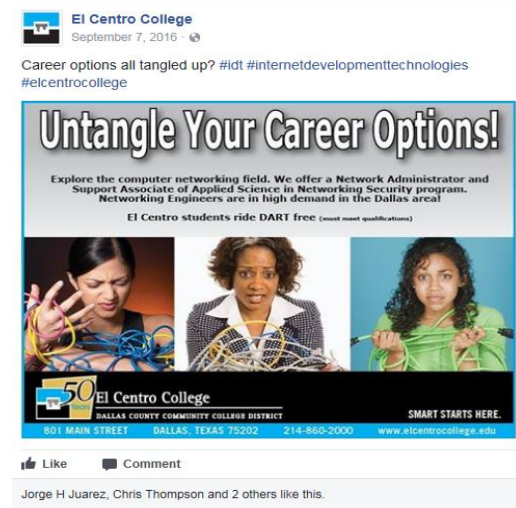 El Centro College
September 7, 2016
Career options all tangled up? #idt #internetdevelopmenttechnologies
#elcentrocollege
Untangle Your Career Options!
Explore the computer networking field. We offer a Network Administrator and
Support Associate of Applied Science in Networking Security program.
Networking Engineers are in high demand in the Dallas area!
El Centro students ride DART free (must meet qualifications)
50 Years
El Centro College
DALLAS COUNTY COMMUNITY COLLEGE DISTRICT
SMART STARTS HERE.
801 MAIN STREET DALLAS, TEXAS 75202 214-860-2000 www.elcentrocollege.edu
Like Comment
Jorge H Juarez, Chris Thompson and 2 others like this.